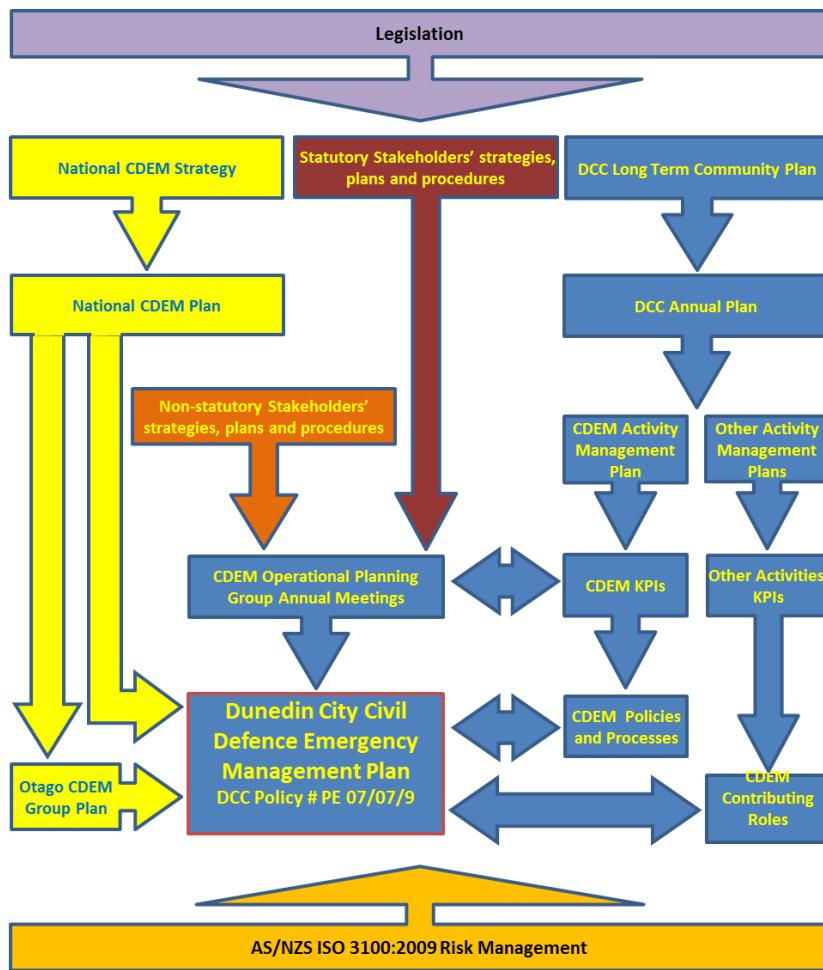 Legislation
National CDEM Strategy
Statutory Stakeholders’ strategies,
plans and procedures
DCC Long Term Community Plan
National CDEM Plan
DCC Annual Plan
Non-statutory Stakeholders’
strategies, plans and procedures
CDEM Activity
Management
Plan
Other Activity
Management
Plans
CDEM Operational Planning
Group Annual Meetings
CDEM KPIs
Other Activities
KPIs
Dunedin City Civil
Defence Emergency
Management Plan
DCC Policy # PE 07/07/9
CDEM Policies
and Processes
Otago CDEM
Group Plan
CDEM
Contributing
Roles
AS/NZS ISO 3100:2009 Risk Management